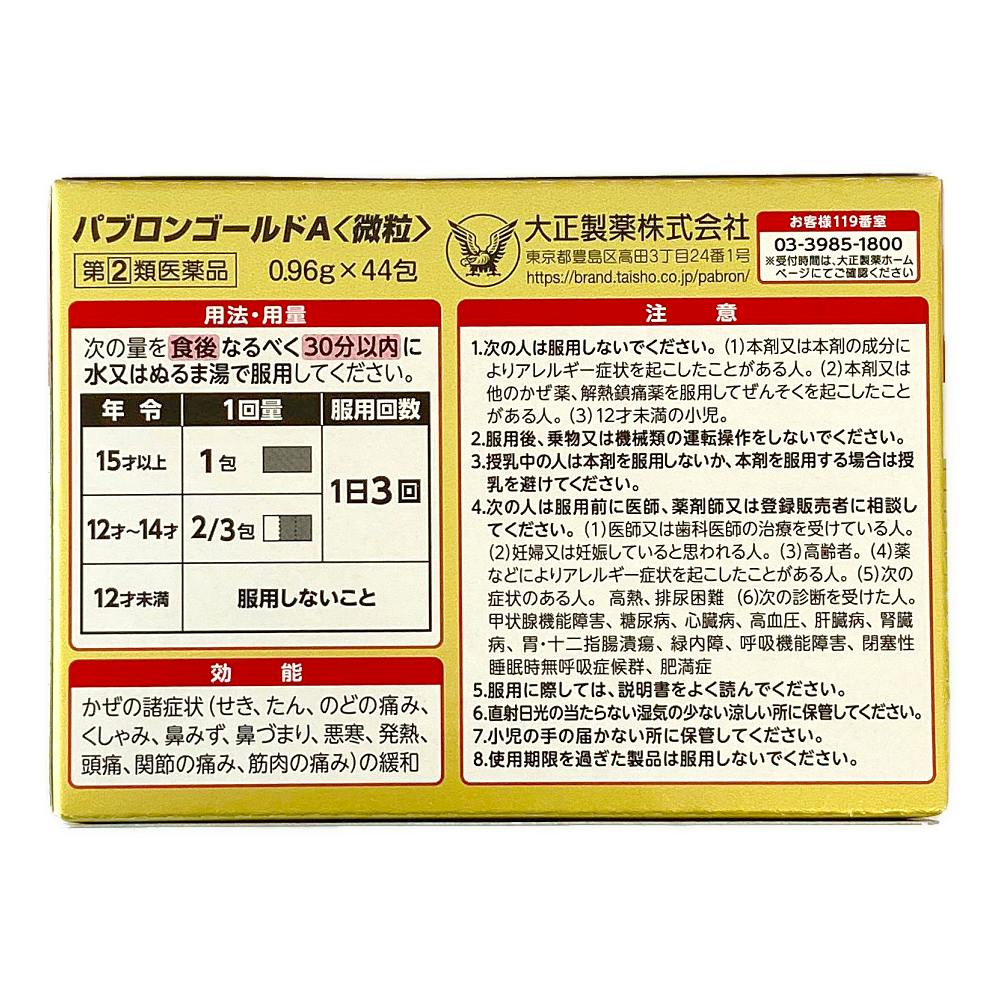 パブロンゴールドA〈微粒〉
指②類医薬品 0.96g×44包
大正製薬株式会社
東京都豊島区高田3丁目24番1号
https://brand.taisho.co.jp/pabron/
お客様119番室
03-3985-1800
※受付時間は、大正製薬ホーム
ページにてご確認ください
用法・用量
次の量を食後なるべく30分以内に
水又はぬるま湯で服用してください。
年令 1回量 服用回数
15才以上 1包
1日3回
12才～14才 2/3包
12才未満 服用しないこと
効能
かぜの諸症状(せき、たん、のどの痛み、
くしゃみ、鼻みず、鼻づまり、悪寒、発熱、
頭痛、関節の痛み、筋肉の痛み)の緩和
注意
1.次の人は服用しないでください。(1)本剤又は本剤の成分に
よりアレルギー症状を起こしたことがある人。(2)本剤又は
他のかぜ薬、解熱鎮痛薬を服用してぜんそくを起こしたこと
がある人。(3)12才未満の小児。
2.服用後、乗物又は機械類の運転操作をしないでください。
3.授乳中の人は本剤を服用しないか、本剤を服用する場合は授
乳を避けてください。
4.次の人は服用前に医師、薬剤師又は登録販売者に相談し
てください。(1)医師又は歯科医師の治療を受けている人。
(2)妊婦又は妊娠していると思われる人。(3)高齢者。(4)薬
などによりアレルギー症状を起こしたことがある人。(5)次の
症状のある人。 高熱、排尿困難 (6)次の診断を受けた人。
甲状腺機能障害、糖尿病、心臓病、高血圧、肝臓病、腎臓
病、胃・十二指腸潰瘍、緑内障、呼吸機能障害、閉塞性
睡眠時無呼吸症候群、肥満症
5.服用に際しては、説明書をよく読んでください。
6.直射日光の当たらない湿気の少ない涼しい所に保管してください。
7.小児の手の届かない所に保管してください。
8.使用期限を過ぎた製品は服用しないでください。